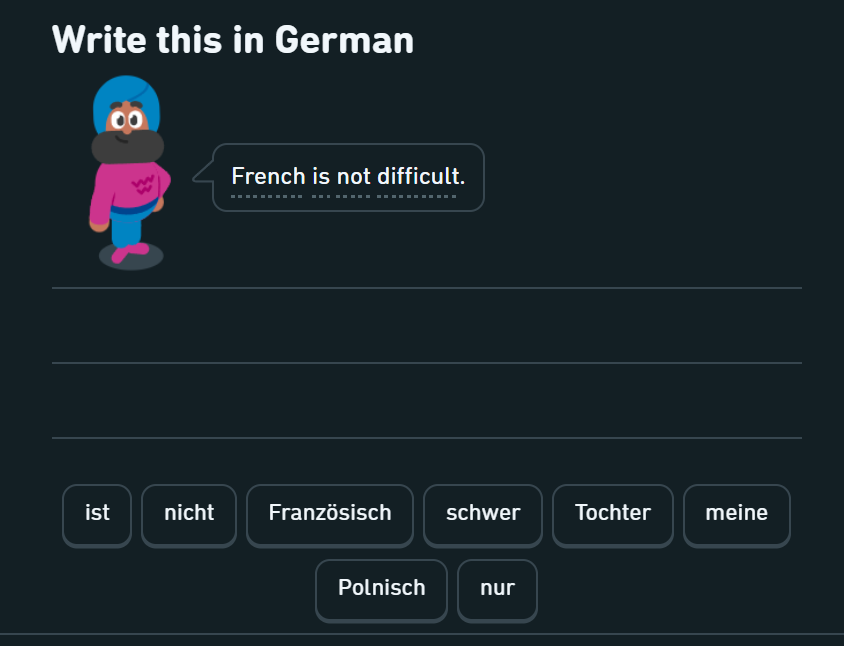 Write this in German
French is not difficult.
ist nicht Französisch schwer Tochter meine
Polnisch nur